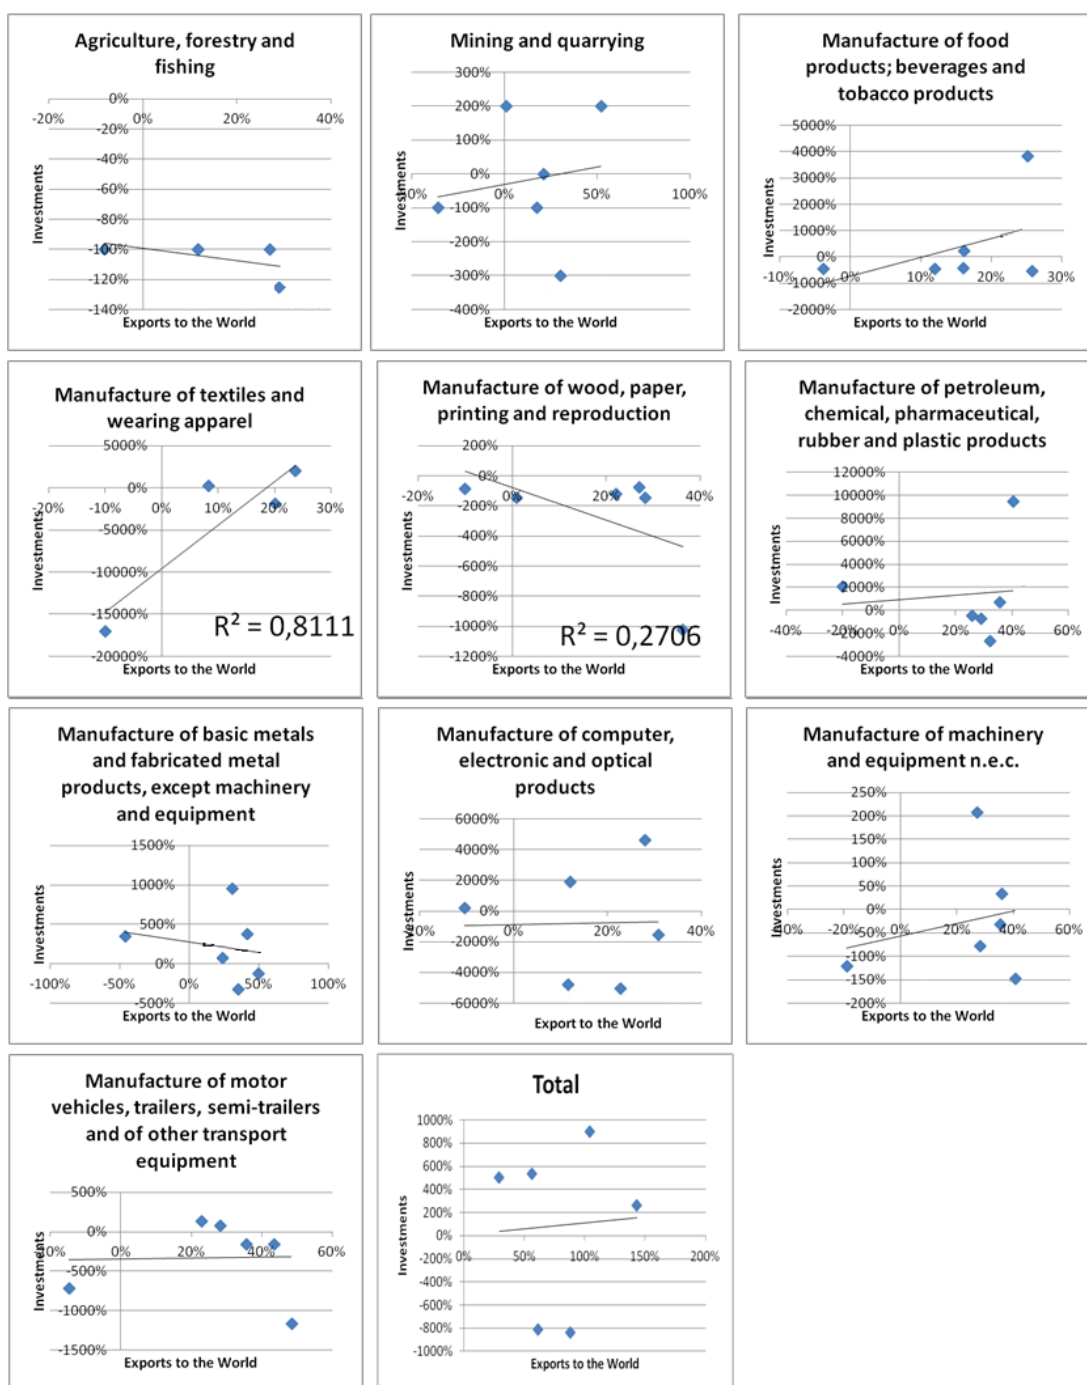 Agriculture, forestry and
fishing
0%
-20% 0% 20% 40%
-20%
-40%
-60%
-80%
-100%
-120%
-140%
Investments
Exports to the World
Mining and quarrying
300%
200%
100%
0%
0% 50% 100%
-100%
-200%
-300%
-400%
Investments
Exports to the World
Manufacture of food
products; beverages and
tobacco products
5000%
4000%
3000%
2000%
1000%
0%
-10% 0% 10% 20% 30%
-1000%
-2000%
Investments
Exports to the World
Manufacture of textiles and
wearing apparel
5000%
0%
-20% -10% 0% 10% 20% 30%
-5000%
-10000%
-15000%
-20000%
Investments
R² = 0,8111
Exports to the World
Manufacture of wood, paper,
printing and reproduction
200%
0%
-20% 0% 20% 40%
-200%
-400%
-600%
-800%
-1000%
-1200%
Investments
R² = 0,2706
Exports to the World
Manufacture of petroleum,
chemical, pharmaceutical,
rubber and plastic products
12000%
10000%
8000%
6000%
4000%
2000%
0%
-40% -20% 0% 20% 40% 60%
-2000%
-4000%
Investments
Exports to the World
Manufacture of basic metals
and fabricated metal
products, except machinery
and equipment
1500%
1000%
500%
0%
-100% -50% 0% 50% 100%
-500%
Investments
Exports to the World
Manufacture of computer,
electronic and optical
products
6000%
4000%
2000%
0%
-20% 0% 20% 40%
-2000%
-4000%
-6000%
Investments
Export to the World
Manufacture of machinery
and equipment n.e.c.
250%
200%
150%
100%
50%
0%
-40% -20% 0% 20% 40% 60%
-50%
-100%
-150%
-200%
Investments
Exports to the World
Manufacture of motor
vehicles, trailers, semi-trailers
and of other transport
equipment
500%
0%
0% 20% 40% 60%
-500%
-1000%
-1500%
Investments
Exports to the World
Total
1000%
800%
600%
400%
200%
0%
0% 50% 100% 150% 200%
-200%
-400%
-600%
-800%
-1000%
Investments
Exports to the World